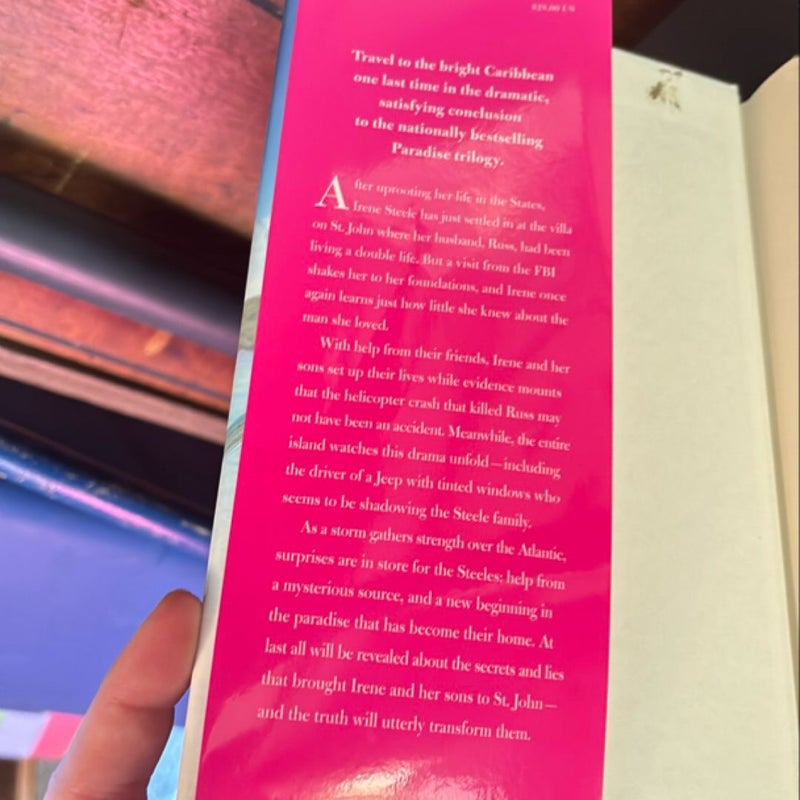 Travel to the bright Caribbean
one last time in the dramatic,
satisfying conclusion
to the nationally bestselling
Paradise trilogy.
After uprooting her life in the States,
Irene Steele has just settled in at the villa
on St. John where her husband, Russ, had been
living a double life. But a visit from the FBI
shakes her to her foundations, and Irene once
again learns just how little she knew about the
man she loved.
With help from their friends, Irene and her
sons set up their lives while evidence mounts
that the helicopter crash that killed Russ may
not have been an accident. Meanwhile, the entire
island watches this drama unfold—including
the driver of a Jeep with tinted windows who
seems to be shadowing the Steele family.
As a storm gathers strength over the Atlantic,
surprises are in store for the Steeles: help from
a mysterious source, and a new beginning in
the paradise that has become their home. At
last all will be revealed about the secrets and lies
that brought Irene and her sons to St. John—
and the truth will utterly transform them.